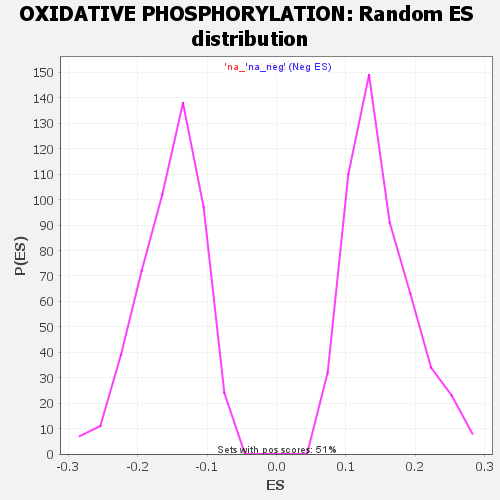 OXIDATIVE PHOSPHORYLATION: Random ES
distribution
'na_'na_neg' (Neg ES)
150
140
130
120
110
100
90
80
70
60
50
40
30
20
10
0
P(ES)
Sets with pos scores: 51%
-0.3 -0.2 -0.1 0.0 0.1 0.2 0.3
ES